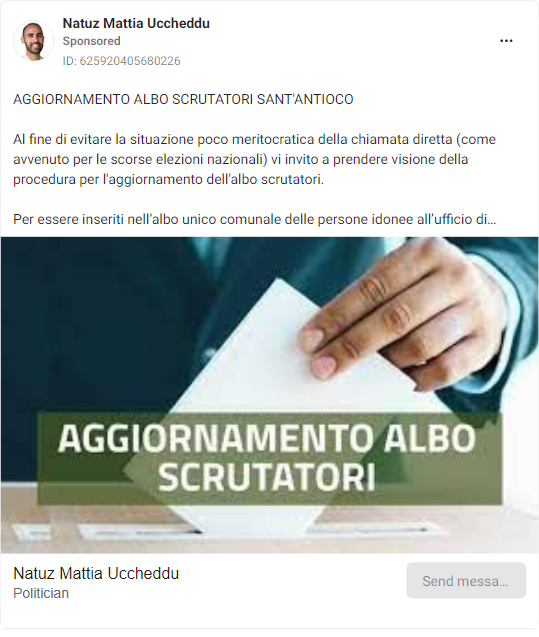 Natuz Mattia Uccheddu
Sponsored
ID: 625920405680226
AGGIORNAMENTO ALBO SCRUTATORI SANT'ANTIOCO
Al fine di evitare la situazione poco meritocratica della chiamata diretta (come
avvenuto per le scorse elezioni nazionali) vi invito a prendere visione della
procedura per l'aggiornamento dell'albo scrutatori.
Per essere inseriti nell'albo unico comunale delle persone idonee all'ufficio di...
AGGIORNAMENTO ALBO
SCRUTATORI
Natuz Mattia Uccheddu
Politician
Send messa...